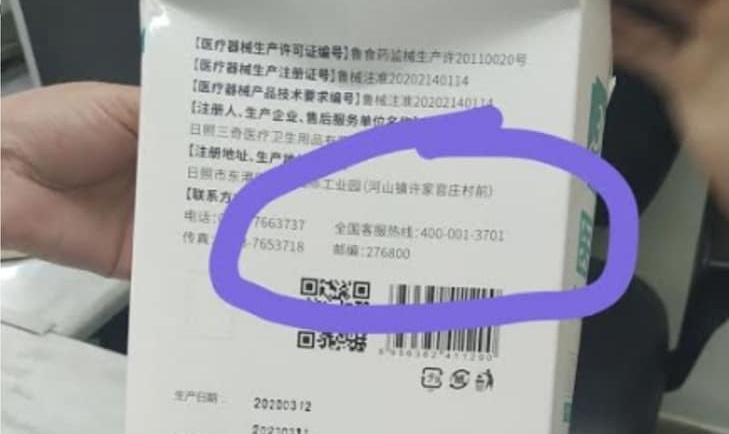 【医疗器械生产许可证编号】鲁食药监械生产许20110020号
【医疗器械生产注册证号】鲁械注准20202140114
【医疗器械产品技术要求编号】鲁械注准20202140114
【注册人、生产企业、售后服务单位名
日照三奇医疗卫生用品有
【注册地址、生产地
日照市东港 工业园(河山镇许家官庄村前)
【联系方
电话: 7663737 全国客服热线:400-001-3701
传真: -7653718 邮编:276800
生产日期: 20200312